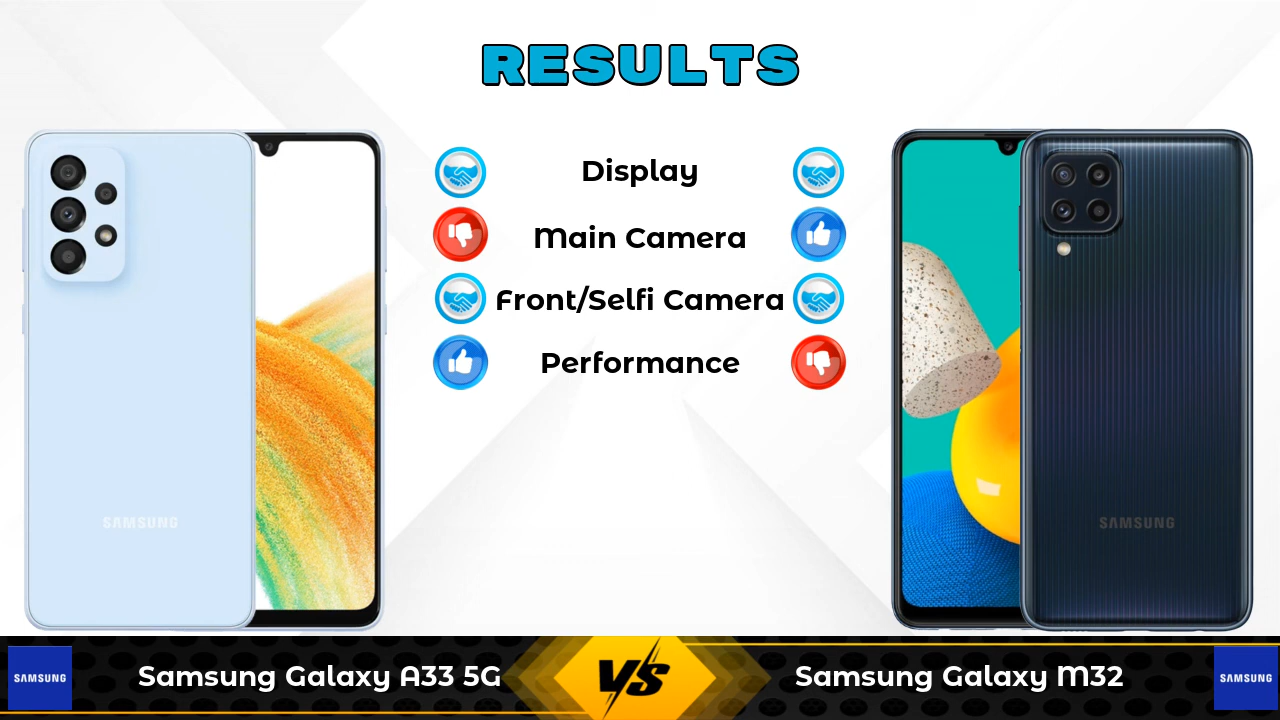 RESULTS
Display
Main Camera
Front/Selfi Camera
Performance
SAMSUNG
SAMSUNG
SAMSUNG
Samsung Galaxy A33 5G
VS
Samsung Galaxy M32
SAMSUNG